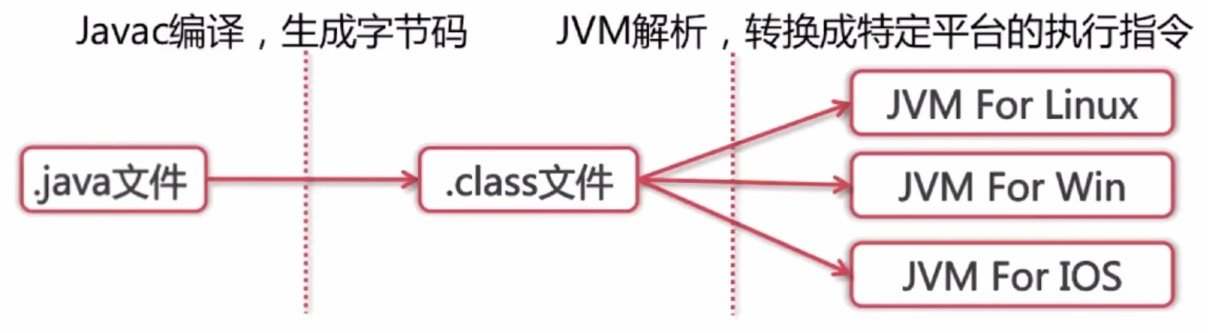 Javac编译，生成字节码
JVM解析，转换成特定平台的执行指令
.java文件
.class文件
JVM For Linux
JVM For Win
JVM For IOS